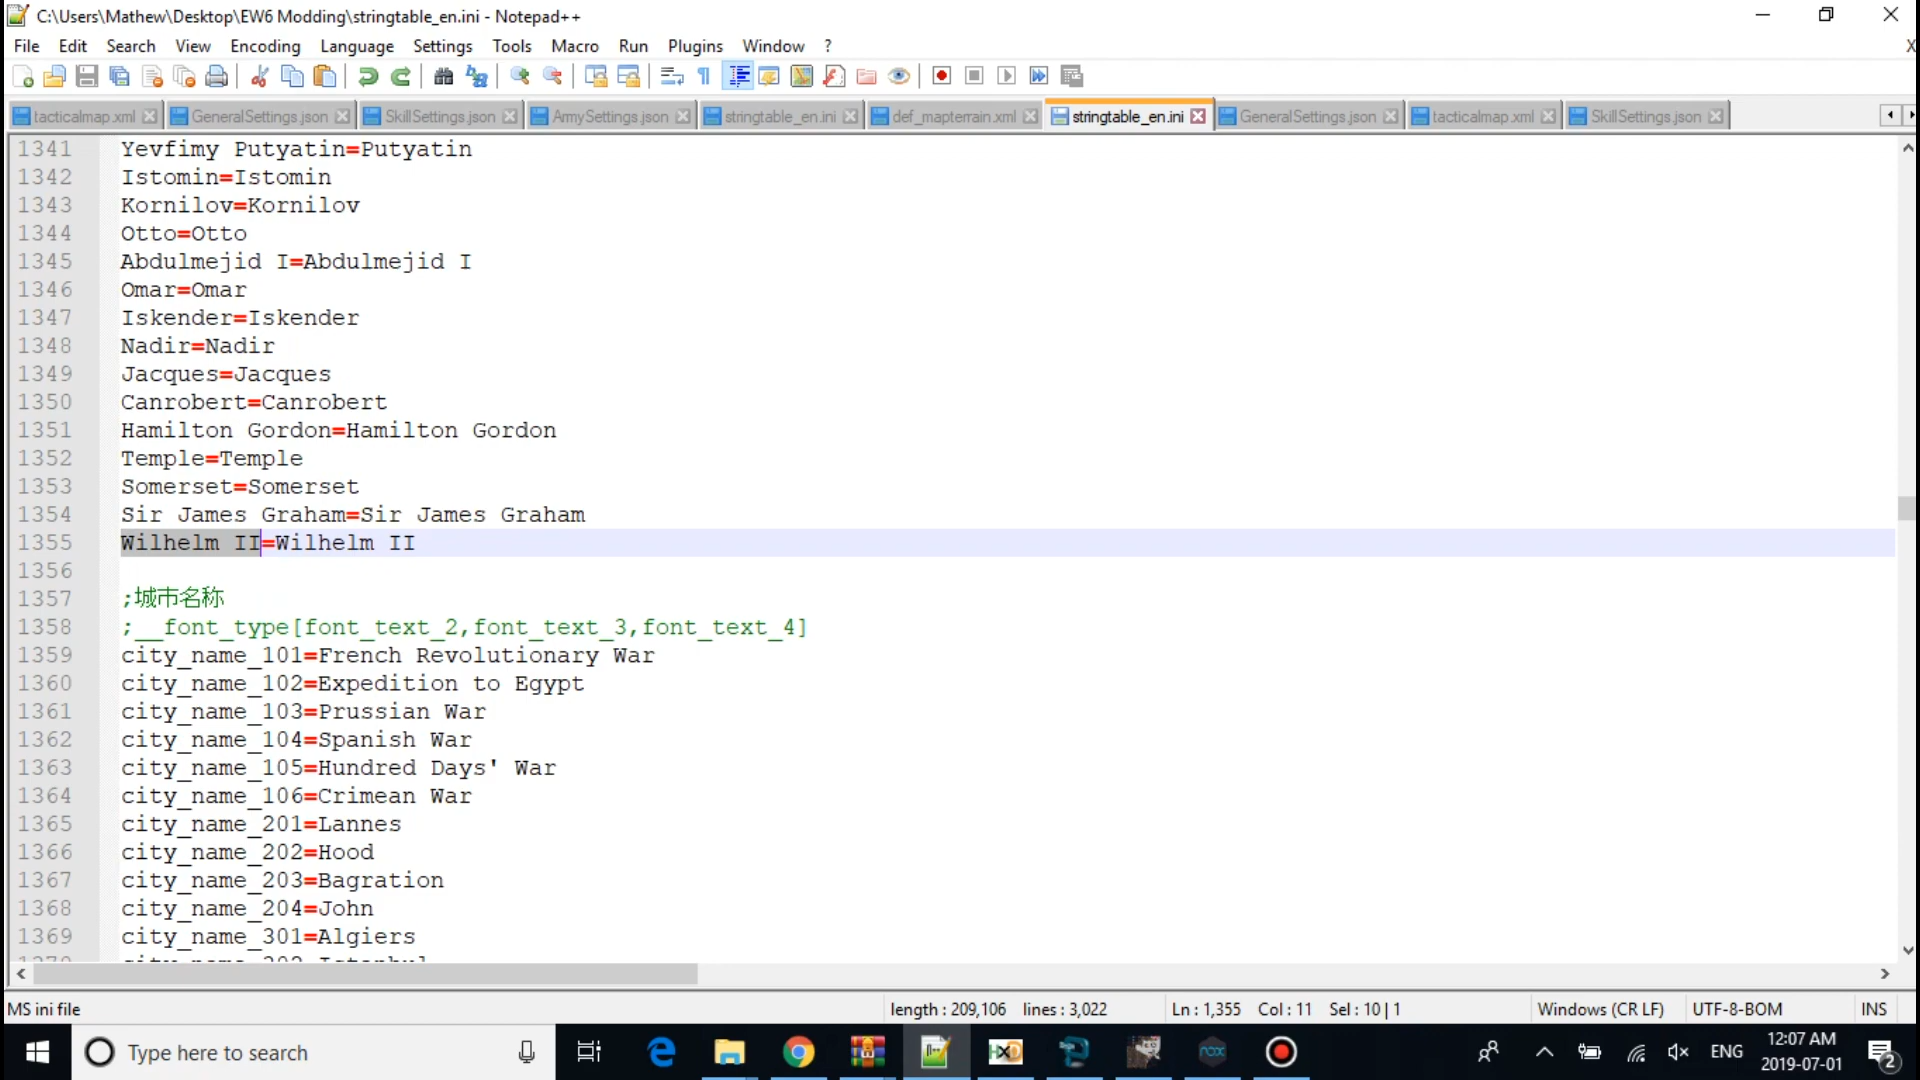 C:\Users\Mathew\Desktop\EW6 Modding\stringtable_en.ini - Notepad++
File Edit Search View Encoding Language Settings Tools Macro Run Plugins Window ? X
tacticalmap.xml GeneralSettings.json SkillSettings.json ArmySettings.json stringtable_en.ini def_mapterrain.xml stringtable_en.ini GeneralSettings.json tacticalmap.xml SkillSettings.json
1341 Yevfimy Putyatin=Putyatin
1342 Istomin=Istomin
1343 Kornilov=Kornilov
1344 Otto=Otto
1345 Abdulmejid I=Abdulmejid I
1346 Omar=Omar
1347 Iskender=Iskender
1348 Nadir=Nadir
1349 Jacques=Jacques
1350 Canrobert=Canrobert
1351 Hamilton Gordon=Hamilton Gordon
1352 Temple=Temple
1353 Somerset=Somerset
1354 Sir James Graham=Sir James Graham
1355 Wilhelm II=Wilhelm II
1356
1357 ;城市名称
1358 ;__font_type[font_text_2,font_text_3,font_text_4]
1359 city_name_101=French Revolutionary War
1360 city_name_102=Expedition to Egypt
1361 city_name_103=Prussian War
1362 city_name_104=Spanish War
1363 city_name_105=Hundred Days' War
1364 city_name_106=Crimean War
1365 city_name_201=Lannes
1366 city_name_202=Hood
1367 city_name_203=Bagration
1368 city_name_204=John
1369 city_name_301=Algiers
MS ini file length : 209,106 lines : 3,022 Ln : 1,355 Col : 11 Sel : 10 | 1 Windows (CR LF) UTF-8-BOM INS
Type here to search ENG 12:07 AM
2019-07-01 2